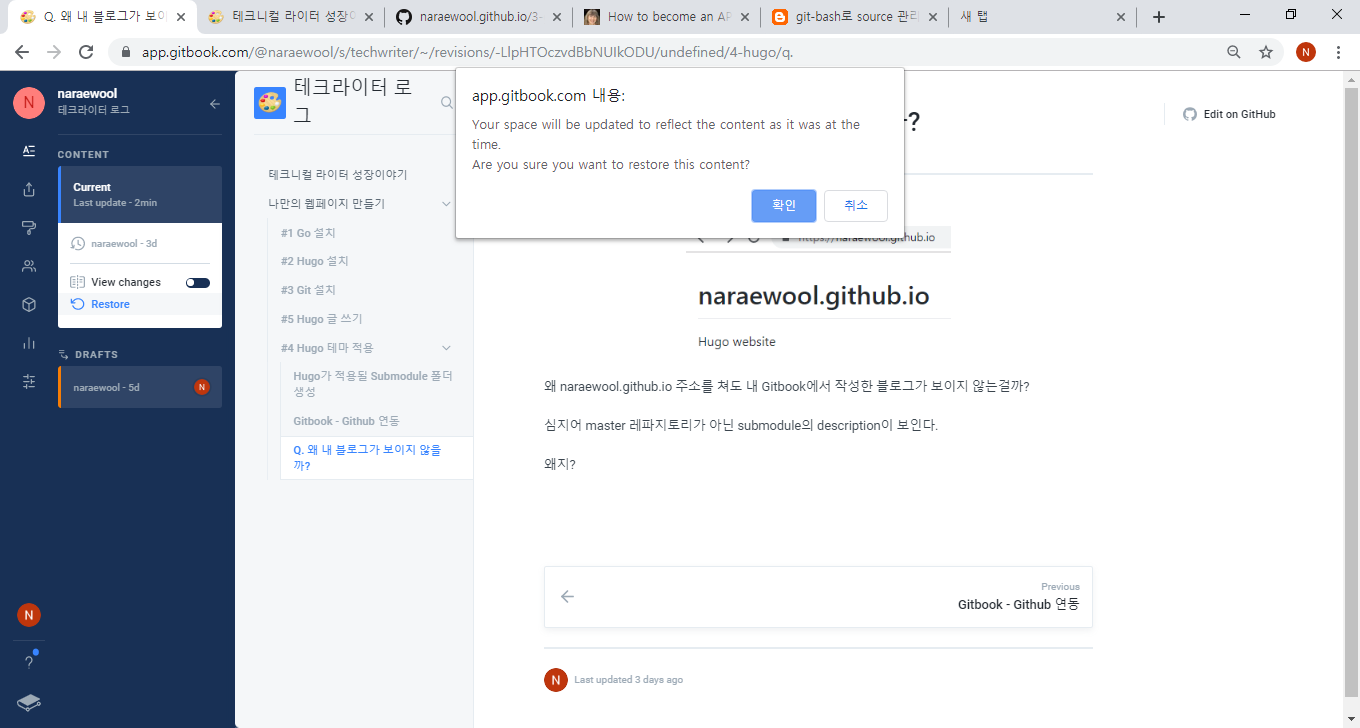 Q. 왜 내 블로그가 보이
테크니컬 라이터 성장이
naraewool.github.io/3-
How to become an AP
git-bash로 source 관리
새 탭
app.gitbook.com/@naraewool/s/techwriter/~/revisions/-LlpHTOczvdBbNUIkODU/undefined/4-hugo/q.
N
N
naraewool
테크라이터 로그
CONTENT
Current
Last update - 2min
naraewool - 3d
View changes
Restore
DRAFTS
naraewool - 5d
N
N
?
테크라이터 로
그
테크니컬 라이터 성장이야기
나만의 웹페이지 만들기
#1 Go 설치
#2 Hugo 설치
#3 Git 설치
#5 Hugo 글 쓰기
#4 Hugo 테마 적용
Hugo가 적용될 Submodule 폴더
생성
Gitbook - Github 연동
Q. 왜 내 블로그가 보이지 않을
까?
app.gitbook.com 내용:
Your space will be updated to reflect the content as it was at the
time.
Are you sure you want to restore this content?
확인
취소
?
Edit on GitHub
https://naraewool.github.io
naraewool.github.io
Hugo website
왜 naraewool.github.io 주소를 쳐도 내 Gitbook에서 작성한 블로그가 보이지 않는걸까?
심지어 master 레파지토리가 아닌 submodule의 description이 보인다.
왜지?
Previous
Gitbook - Github 연동
N
Last updated 3 days ago